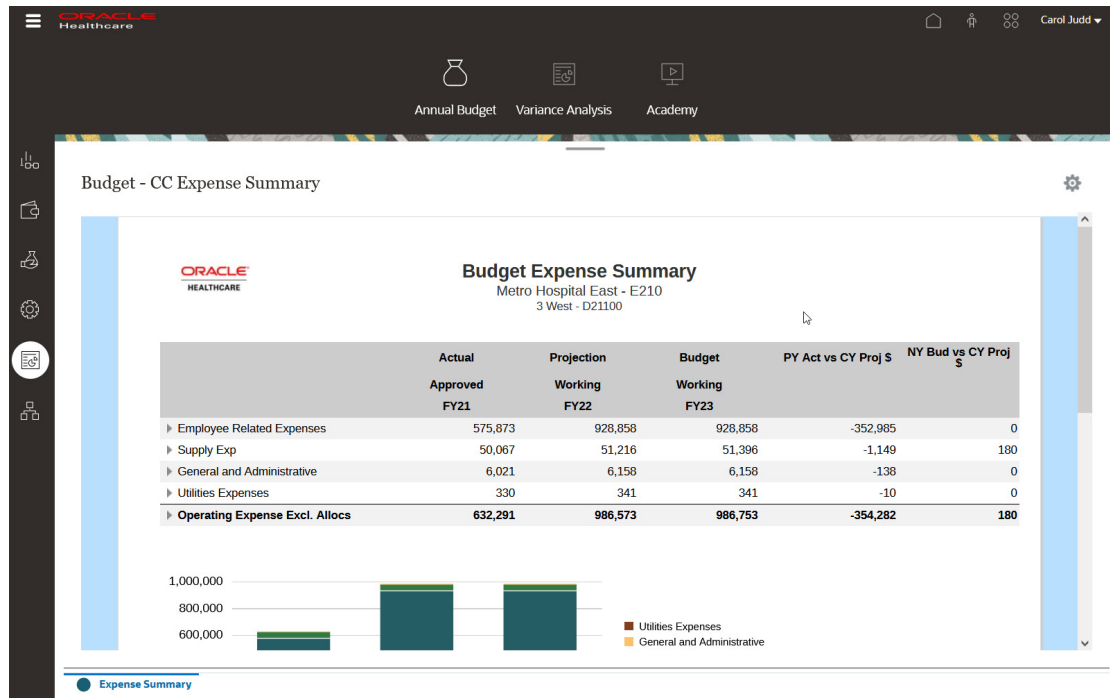 ORACLE
Healthcare
Carol Judd
Annual Budget Variance Analysis Academy
Budget - CC Expense Summary
ORACLE
HEALTHCARE
Budget Expense Summary
Metro Hospital East - E210
3 West - D21100
Actual Projection Budget PY Act vs CY Proj $ NY Bud vs CY Proj $
Approved Working Working
FY21 FY22 FY23
Employee Related Expenses 575,873 928,858 928,858 -352,985 0
Supply Exp 50,067 51,216 51,396 -1,149 180
General and Administrative 6,021 6,158 6,158 -138 0
Utilities Expenses 330 341 341 -10 0
Operating Expense Excl. Allocs 632,291 986,573 986,753 -354,282 180
1,000,000
800,000
600,000
Utilities Expenses
General and Administrative
Expense Summary